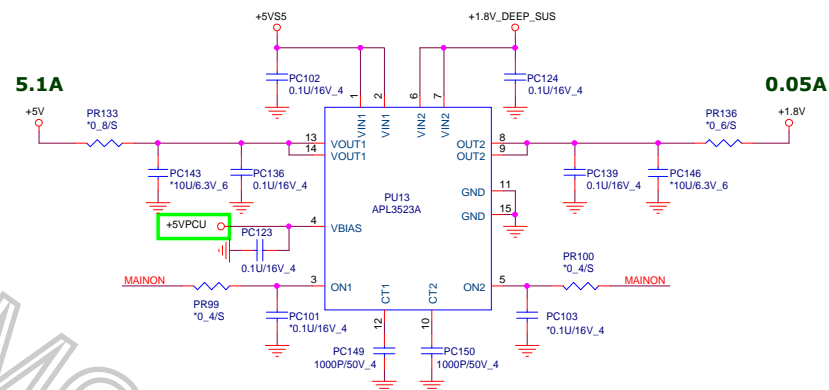 +5VS5
+1.8V_DEEP_SUS
5.1A
0.05A
PC102
0.1U/16V_4
PC124
0.1U/16V_4
+5V
PR133
*0_8/S
PR136
*0_6/S
+1.8V
1
2
6
7
VIN1
VIN1
VIN2
VIN2
13
VOUT1
14
VOUT1
8
OUT2
9
OUT2
PC143
*10U/6.3V_6
PC136
0.1U/16V_4
PC139
0.1U/16V_4
PC146
*10U/6.3V_6
PU13
APL3523A
11
GND
15
GND
+5VPCU
PC123
0.1U/16V_4
4
VBIAS
MAINON
PR99
*0_4/S
3
ON1
5
ON2
PR100
*0_4/S
MAINON
PC101
*0.1U/16V_4
PC103
*0.1U/16V_4
CT1
CT2
12
10
PC149
1000P/50V_4
PC150
1000P/50V_4